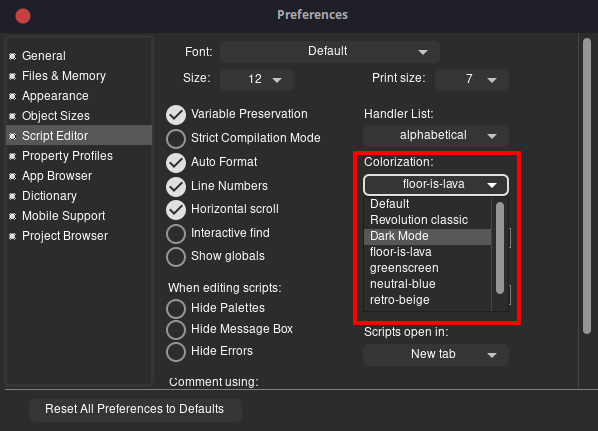 Preferences
General
Files & Memory
Appearance
Object Sizes
Script Editor
Property Profiles
App Browser
Dictionary
Mobile Support
Project Browser
Font: Default
Size: 12 Print size: 7
Variable Preservation
Strict Compilation Mode
Auto Format
Line Numbers
Horizontal scroll
Interactive find
Show globals
When editing scripts:
Hide Palettes
Hide Message Box
Hide Errors
Comment using:
Handler List:
alphabetical
Colorization:
floor-is-lava
Default
Revolution classic
Dark Mode
floor-is-lava
greenscreen
neutral-blue
retro-beige
Scripts open in:
New tab
Reset All Preferences to Defaults